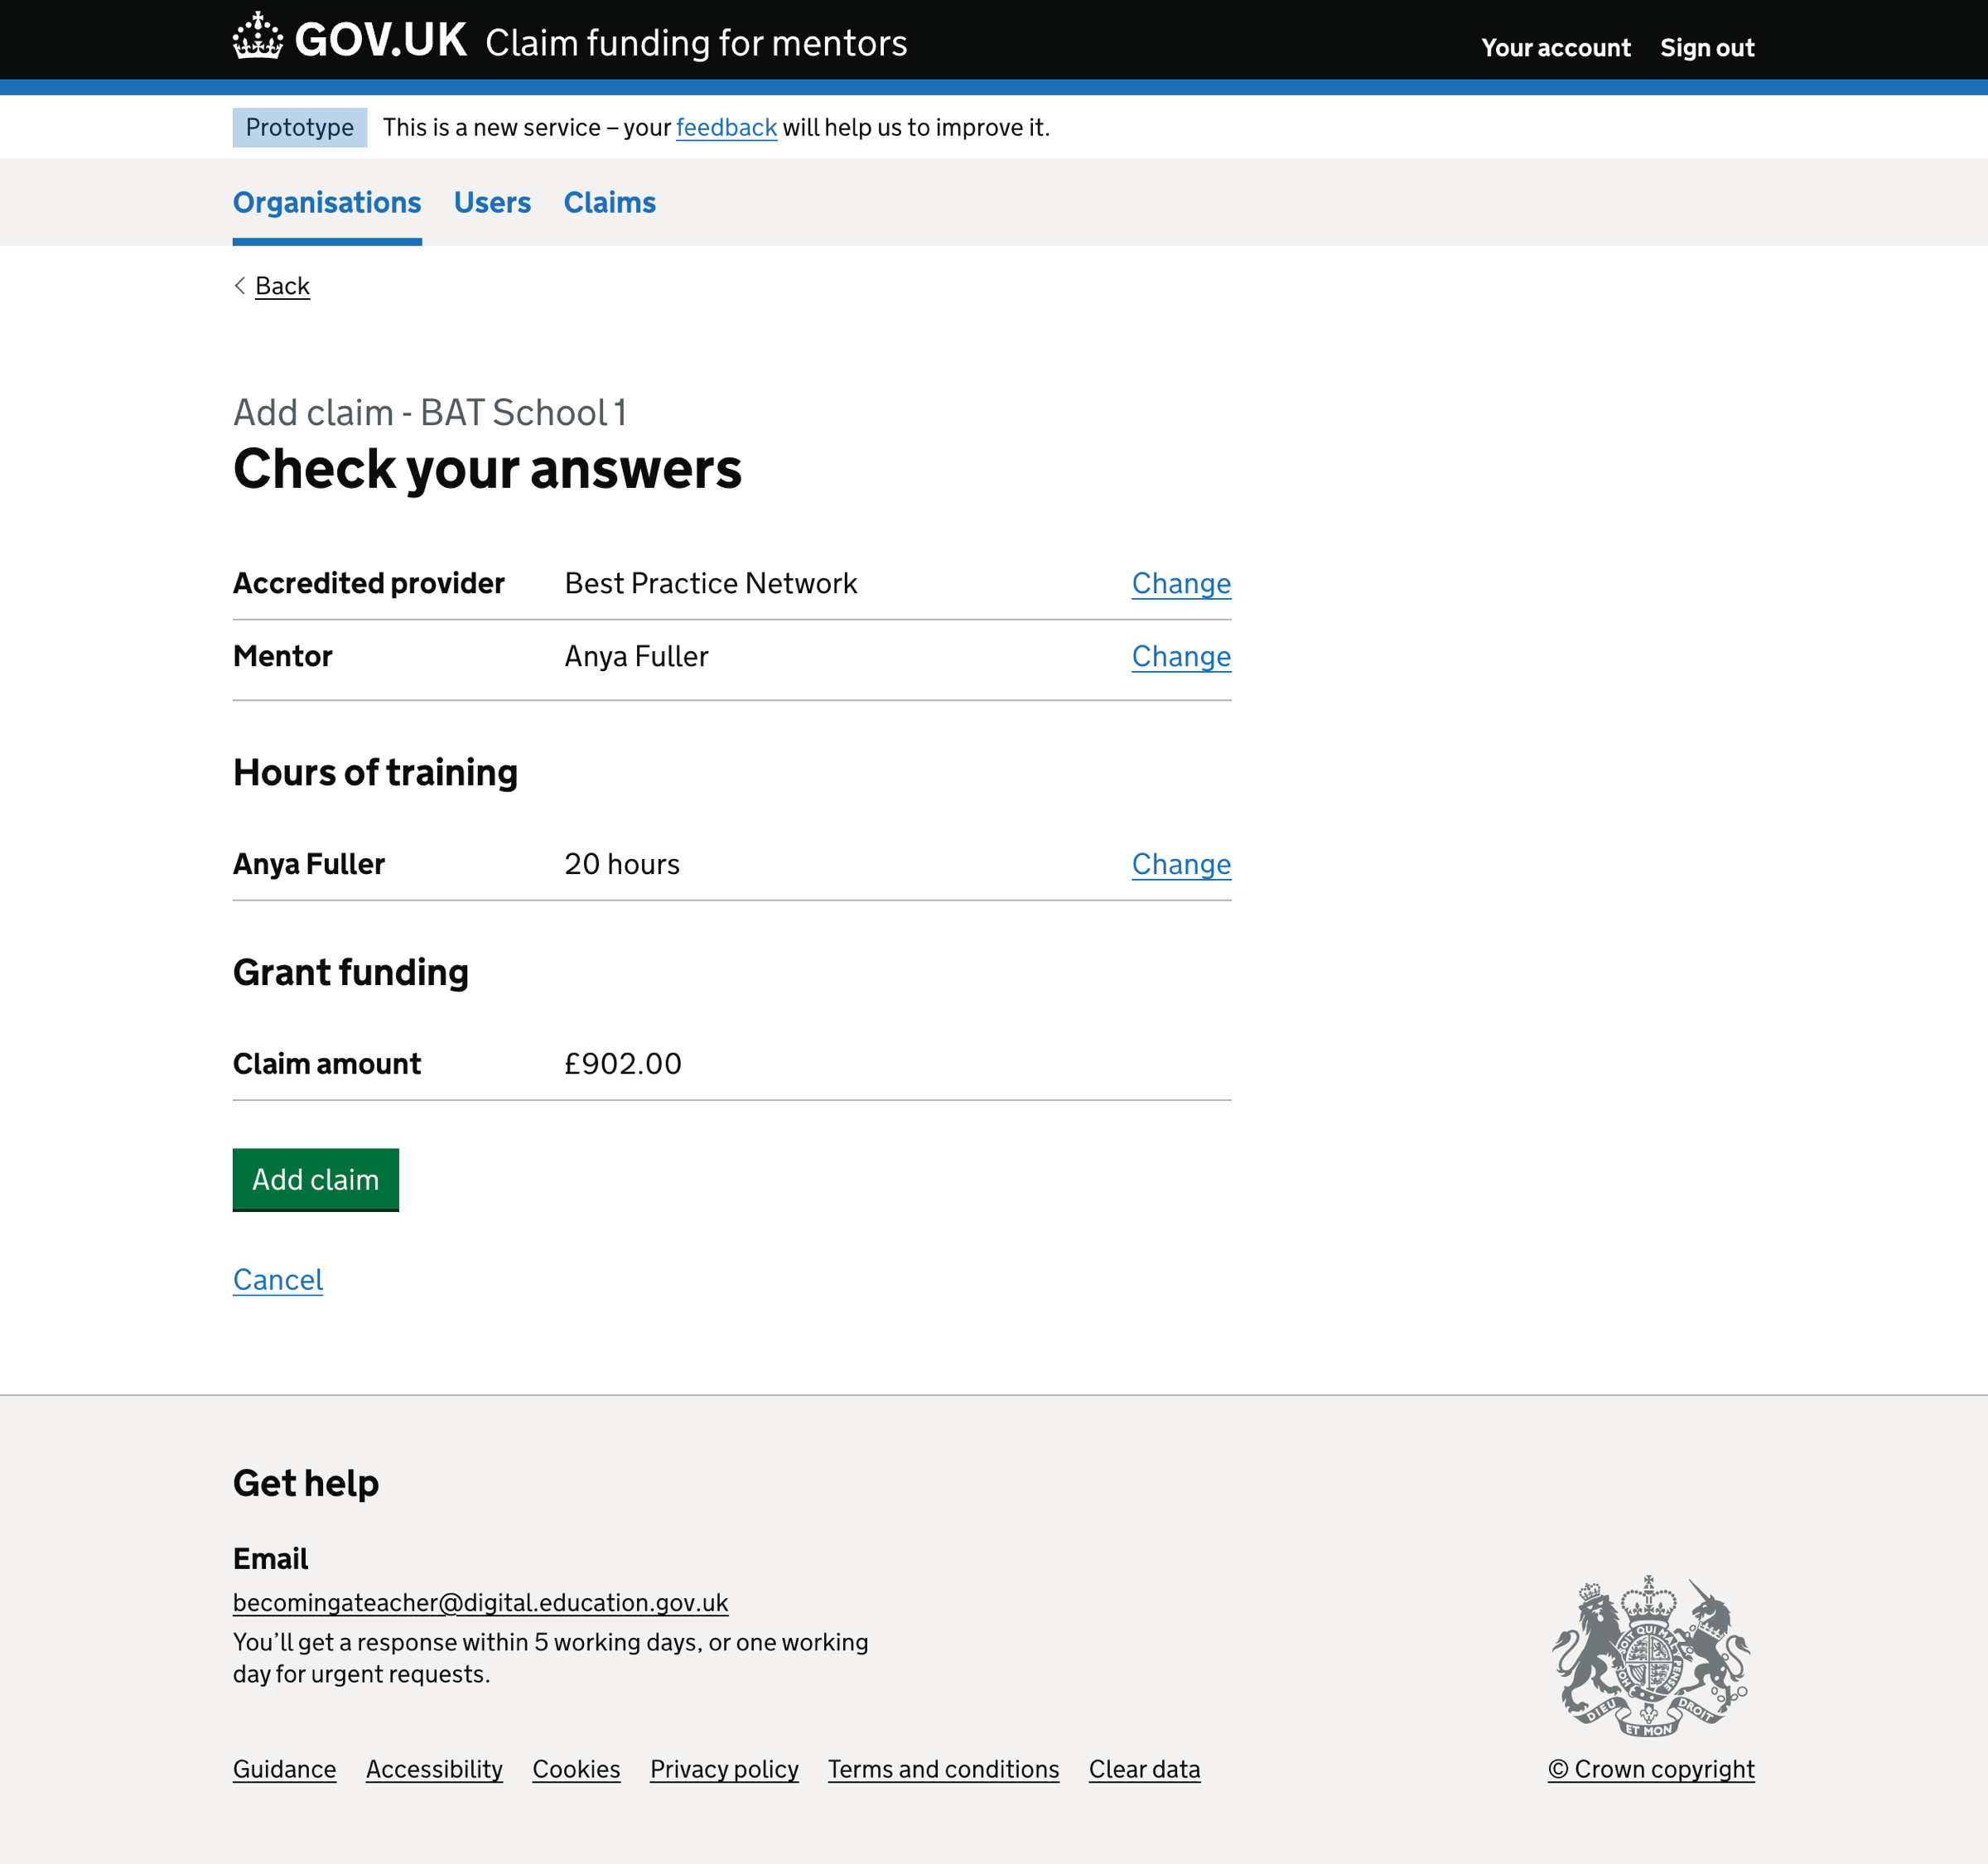 GOV.UK Claim funding for mentors Your account Sign out
Prototype This is a new service – your feedback will help us to improve it.
Organisations Users Claims
Back
Add claim - BAT School 1
Check your answers
Accredited provider Best Practice Network Change
Mentor Anya Fuller Change
Hours of training
Anya Fuller 20 hours Change
Grant funding
Claim amount £902.00
Add claim
Cancel
Get help
Email
becomingateacher@digital.education.gov.uk
You’ll get a response within 5 working days, or one working
day for urgent requests.
DIEU ET MON DROIT
Guidance Accessibility Cookies Privacy policy Terms and conditions Clear data © Crown copyright